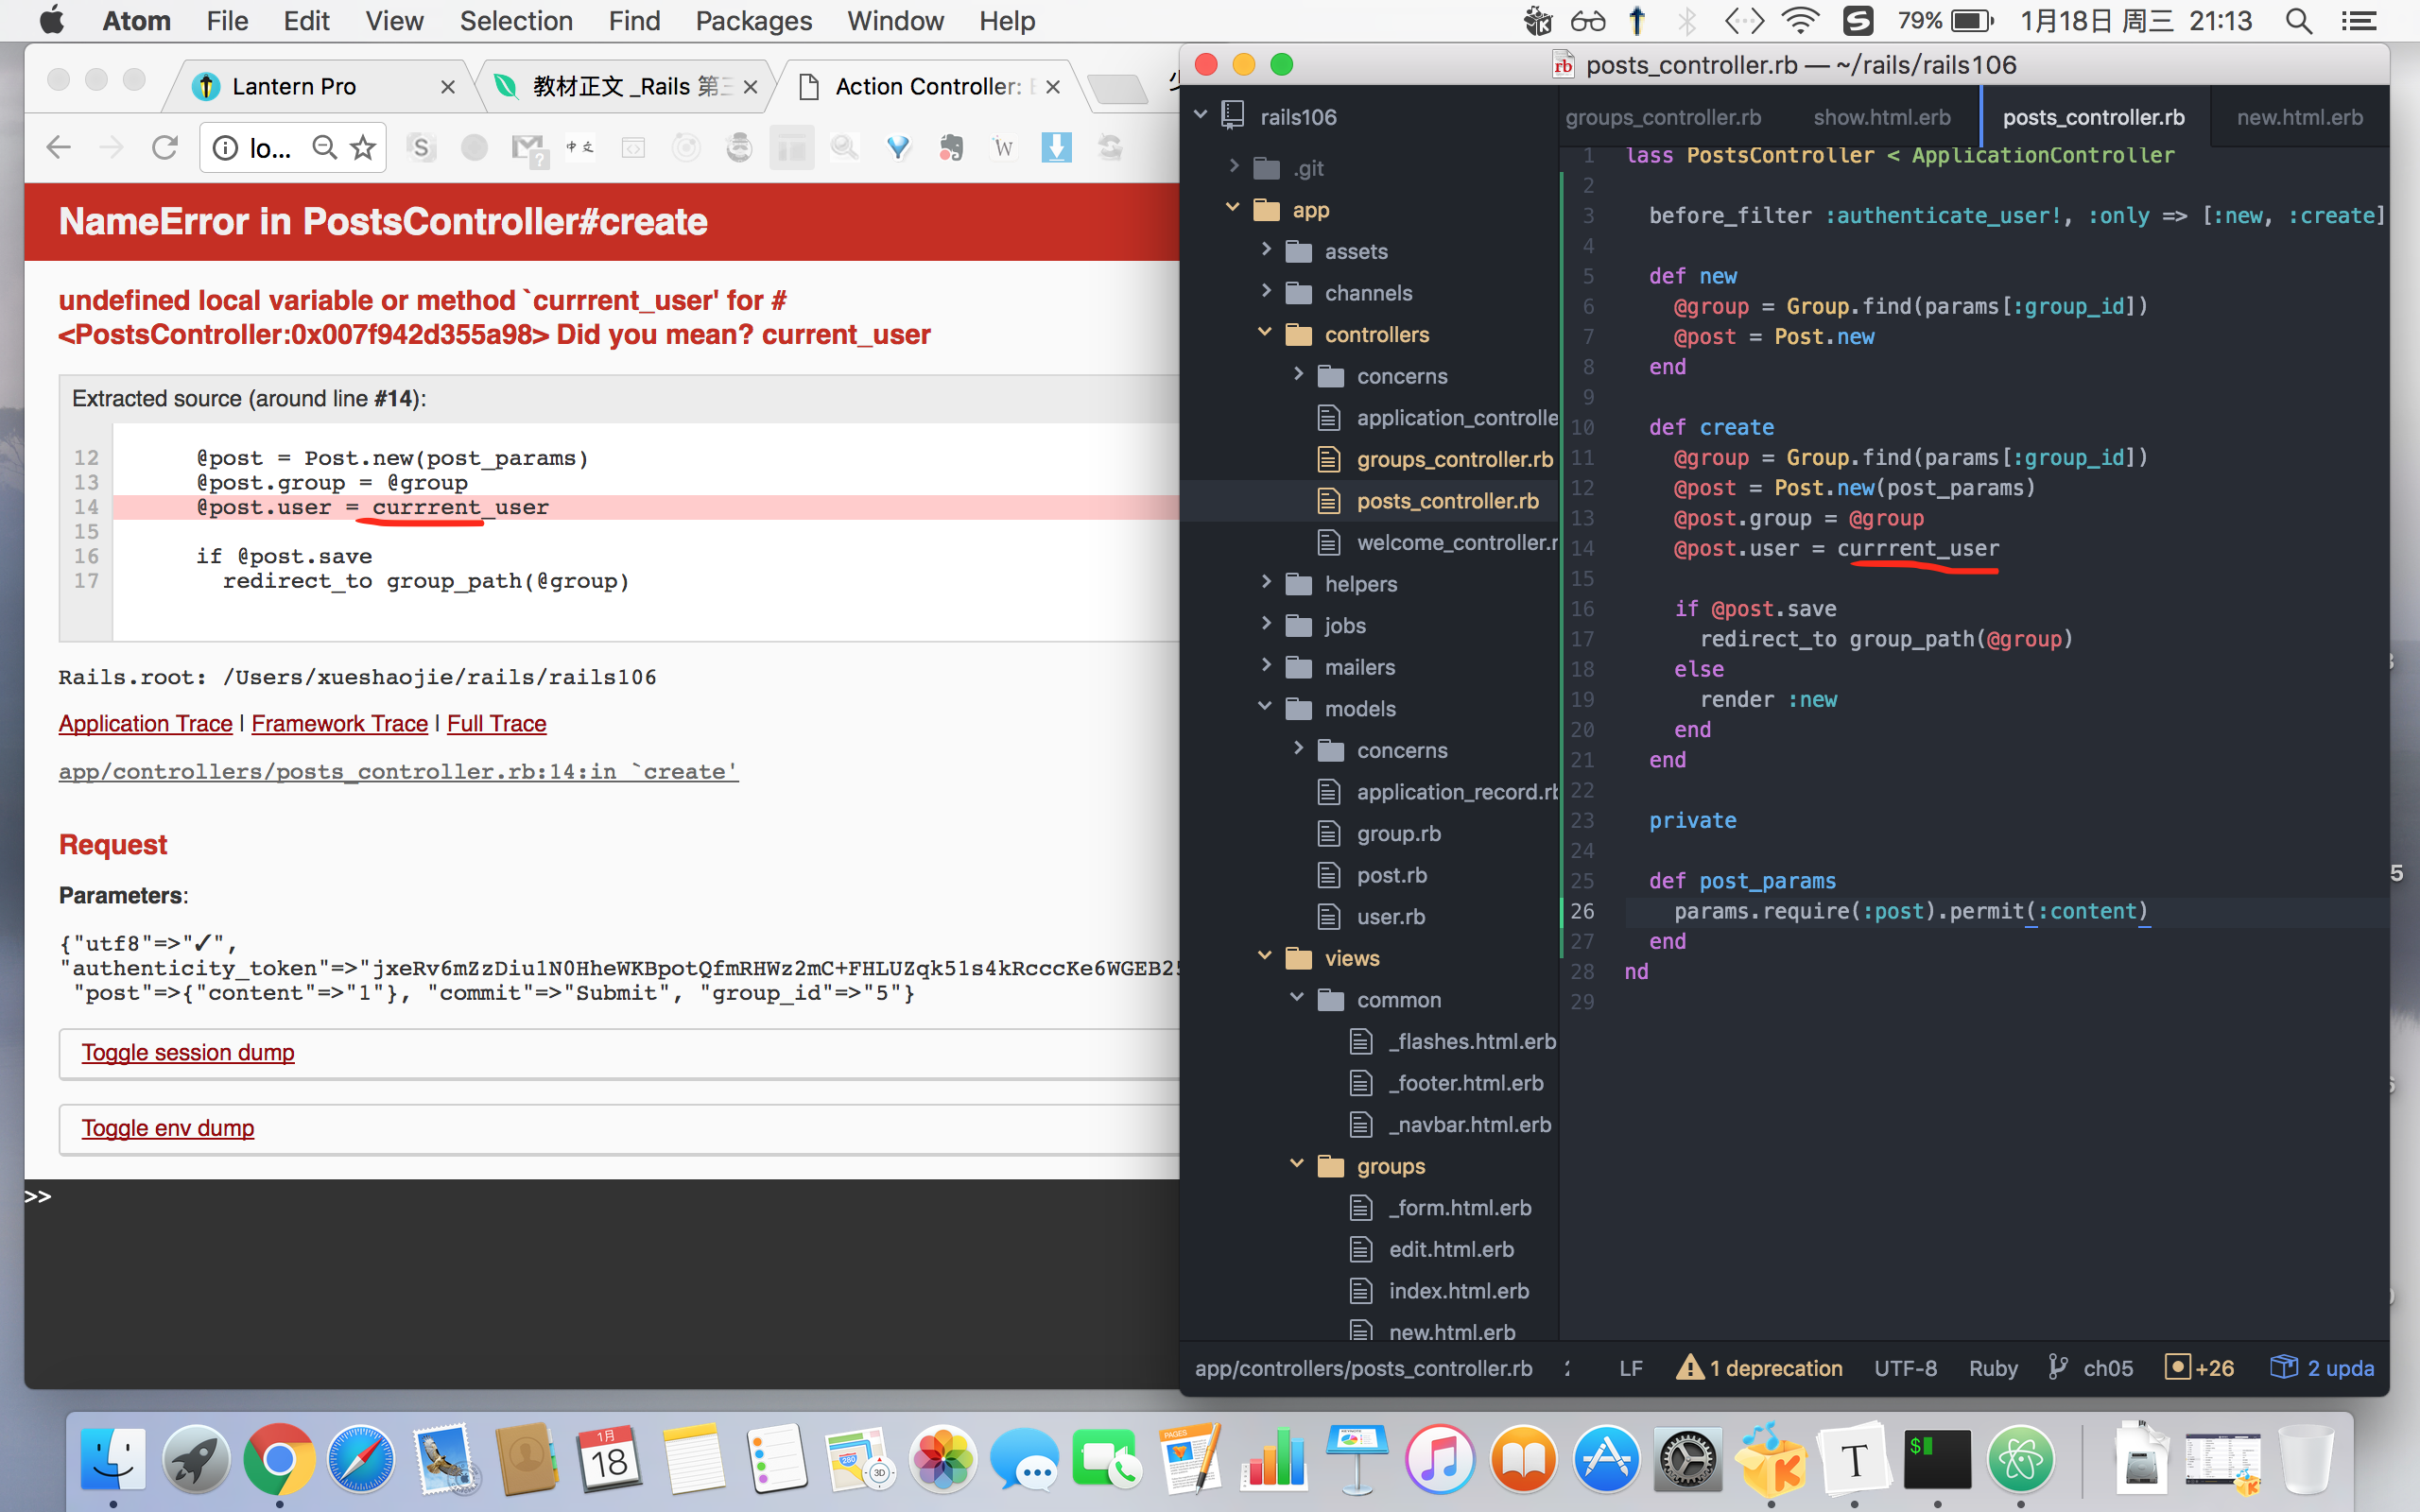 Atom File Edit View Selection Find Packages Window Help 79% 1月18日 周三 21:13
Lantern Pro
教材正文 _Rails 第三
Action Controller: E
lo...
NameError in PostsController#create
undefined local variable or method `currrent_user' for #
<PostsController:0x007f942d355a98> Did you mean? current_user
Extracted source (around line #14):
12 @post = Post.new(post_params)
13 @post.group = @group
14 @post.user = currrent_user
15
16 if @post.save
17 redirect_to group_path(@group)
Rails.root: /Users/xueshaojie/rails/rails106
Application Trace | Framework Trace | Full Trace
app/controllers/posts_controller.rb:14:in `create'
Request
Parameters:
{"utf8"=>"✓",
"authenticity_token"=>"jxeRv6mZzDiu1N0HheWKBpotQfmRHWz2mC+FHLUZqk51s4kRcccKe6WGEB25
"post"=>{"content"=>"1"}, "commit"=>"Submit", "group_id"=>"5"}
Toggle session dump
Toggle env dump
>>
posts_controller.rb — ~/rails/rails106
rails106
.git
app
assets
channels
controllers
concerns
application_controlle
groups_controller.rb
posts_controller.rb
welcome_controller.r
helpers
jobs
mailers
models
concerns
application_record.rb
group.rb
post.rb
user.rb
views
common
_flashes.html.erb
_footer.html.erb
_navbar.html.erb
groups
_form.html.erb
edit.html.erb
index.html.erb
new.html.erb
groups_controller.rb show.html.erb posts_controller.rb new.html.erb
1 lass PostsController < ApplicationController
2
3 before_filter :authenticate_user!, :only => [:new, :create]
4
5 def new
6 @group = Group.find(params[:group_id])
7 @post = Post.new
8 end
9
10 def create
11 @group = Group.find(params[:group_id])
12 @post = Post.new(post_params)
13 @post.group = @group
14 @post.user = currrent_user
15
16 if @post.save
17 redirect_to group_path(@group)
18 else
19 render :new
20 end
21 end
22
23 private
24
25 def post_params
26 params.require(:post).permit(:content)
27 end
28 nd
29
app/controllers/posts_controller.rb LF 1 deprecation UTF-8 Ruby ch05 +26 2 upda